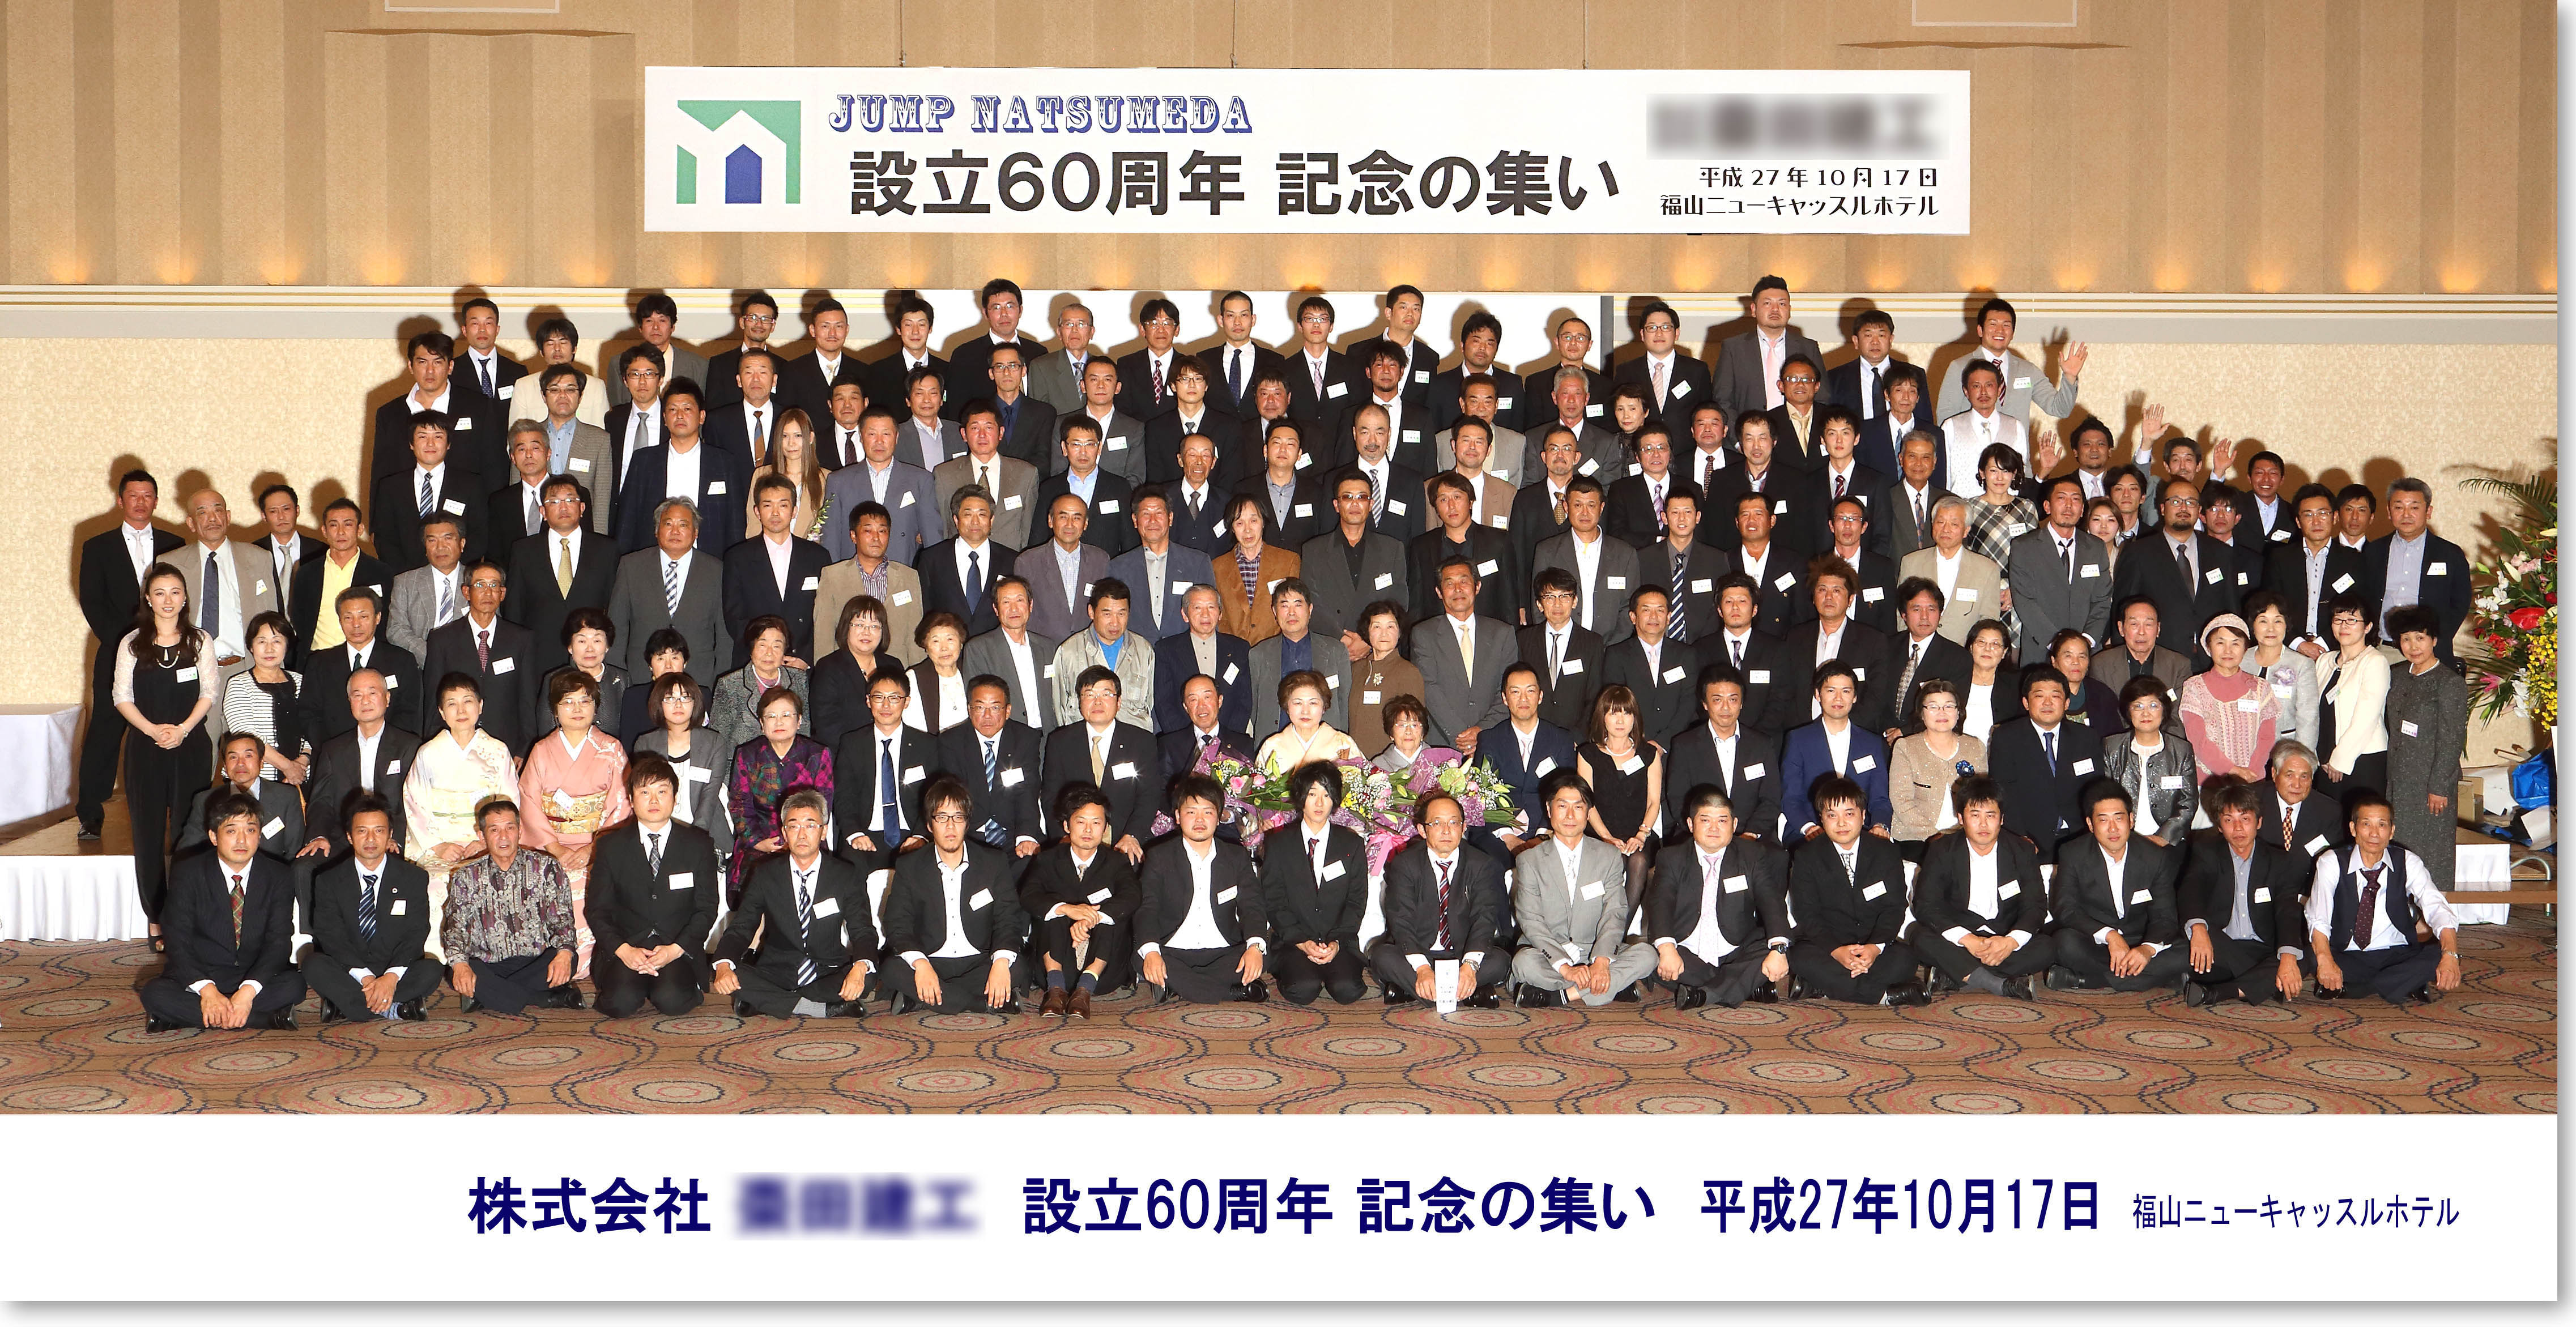 JUMP NATSUMEDA
設立60周年 記念の集い
平成27年10月17日
福山ニューキャッスルホテル
株式会社 設立60周年 記念の集い 平成27年10月17日 福山ニューキャッスルホテル